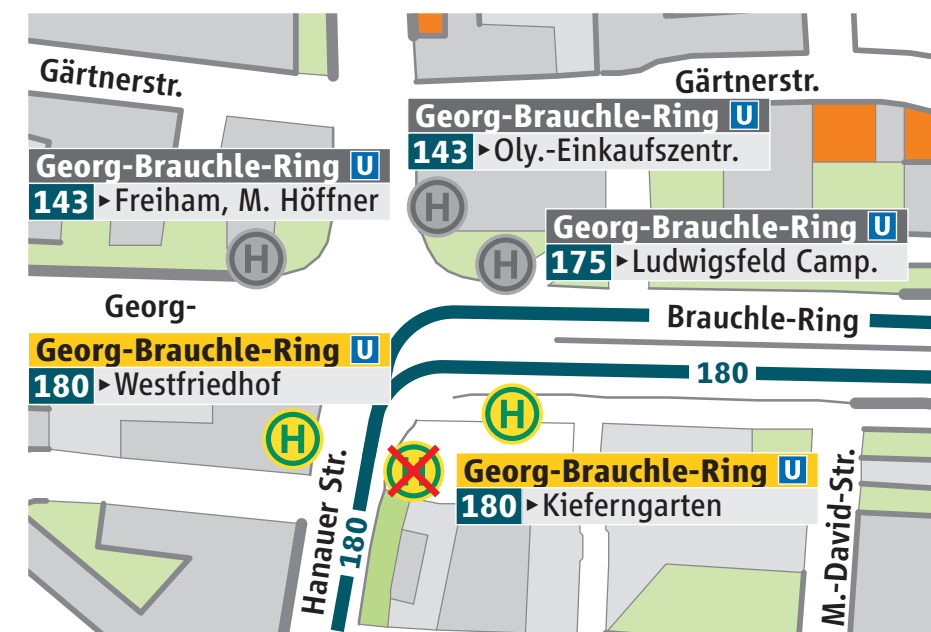 Gärtnerstr.
Gärtnerstr.
Georg-Brauchle-Ring U
143 ▸Oly.-Einkaufszentr.
H
Georg-Brauchle-Ring U
143 ▸Freiham, M. Höffner
H
Georg-Brauchle-Ring U
175 ▸Ludwigsfeld Camp.
H
Georg-
Brauchle-Ring
Georg-Brauchle-Ring U
180 ▸Westfriedhof
H
180
H
H
Georg-Brauchle-Ring U
180 ▸Kieferngarten
Hanauer Str.
180
M.-David-Str.